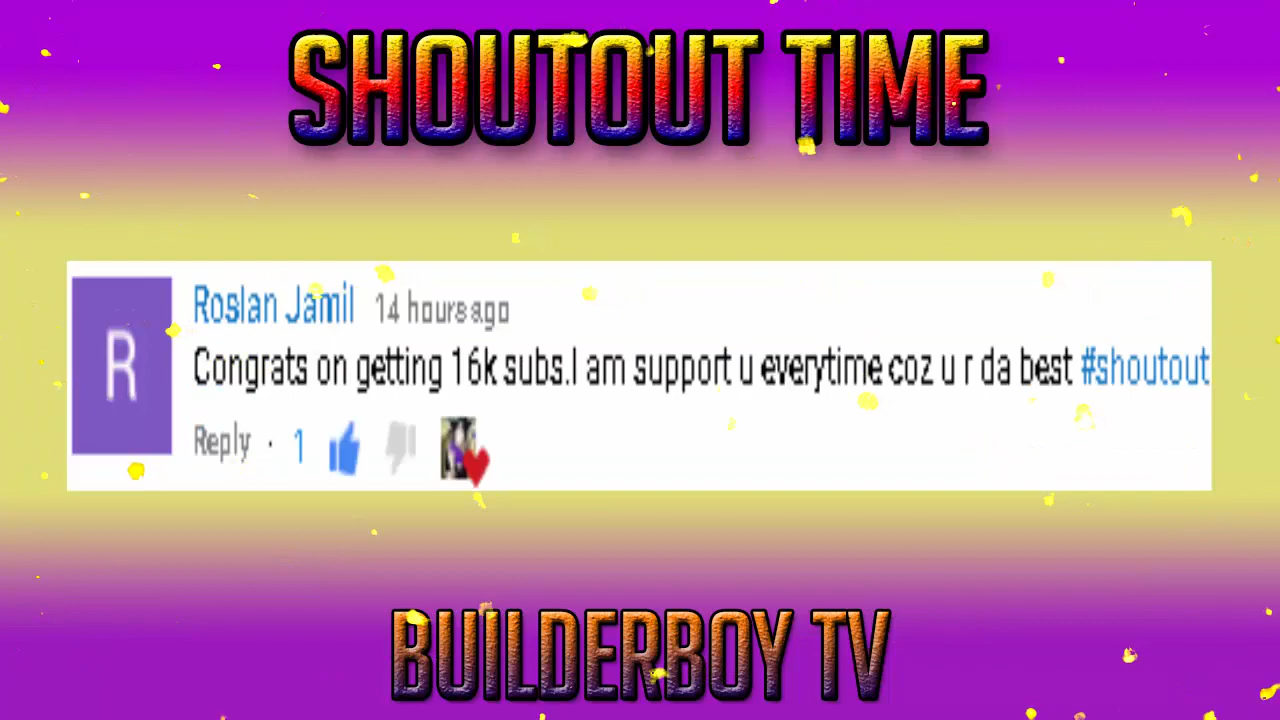 SHOUTOUT TIME
R
Roslan Jamil 14 hours ago
Congrats on getting 16k subs.I am support u everytime coz u r da best #shoutout
Reply · 1
BUILDERBOY TV